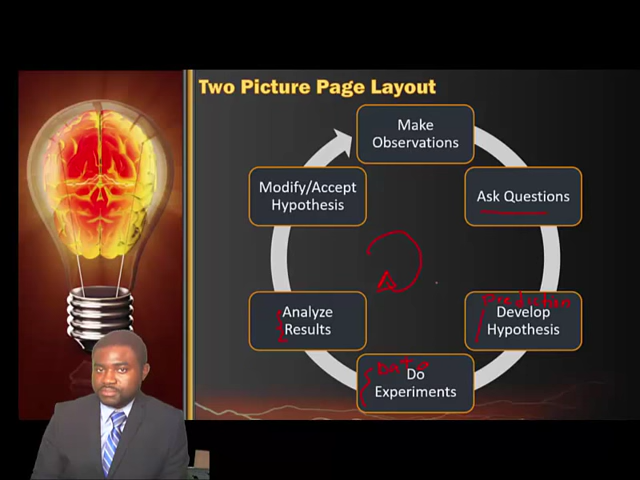 Two Picture Page Layout
Make
Observations
Ask Questions
prediction
Develop
Hypothesis
Data
Do
Experiments
Analyze
Results
Modify/Accept
Hypothesis